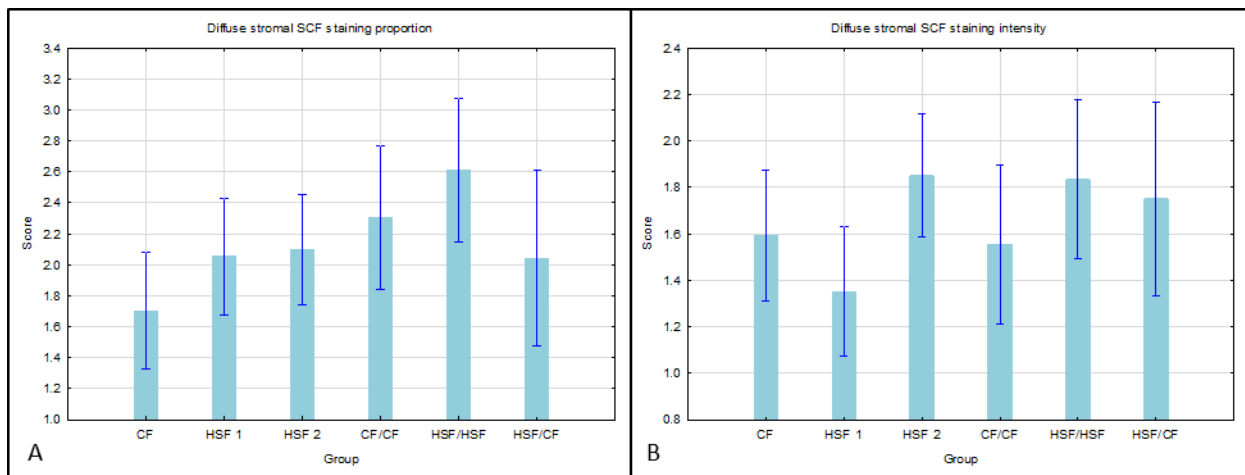 Diffuse stromal SCF staining proportion
3.4
3.2
3.0
2.8
2.6
2.4
2.2
2.0
1.8
1.6
1.4
1.2
1.0
Score
CF HSF 1 HSF 2 CF/CF HSF/HSF HSF/CF
Group
A
Diffuse stromal SCF staining intensity
2.4
2.2
2.0
1.8
1.6
1.4
1.2
1.0
0.8
Score
CF HSF 1 HSF 2 CF/CF HSF/HSF HSF/CF
Group
B